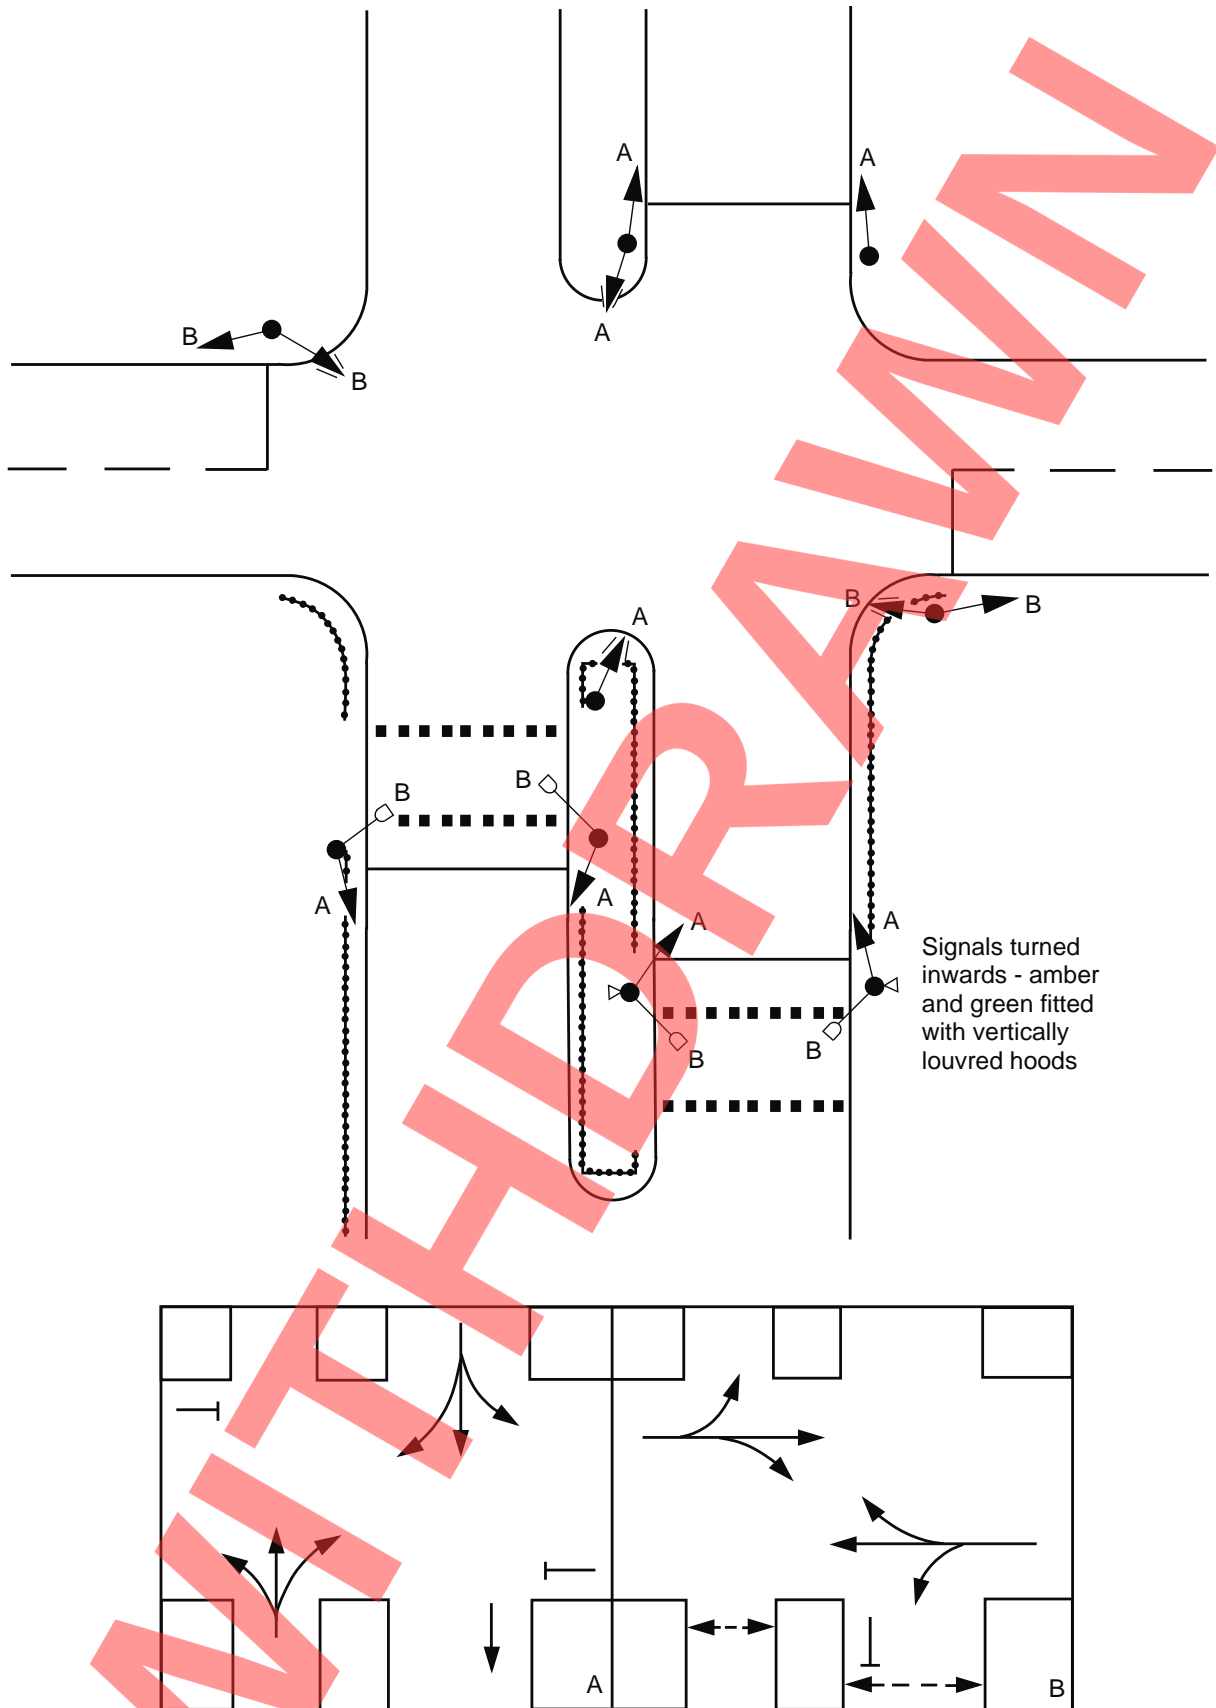 A
A
A
B
B
B
B
A
B
B
A
A
A
A
B
B
Signals turned
inwards - amber
and green fitted
with vertically
louvred hoods
A
B
WITHDRAWN